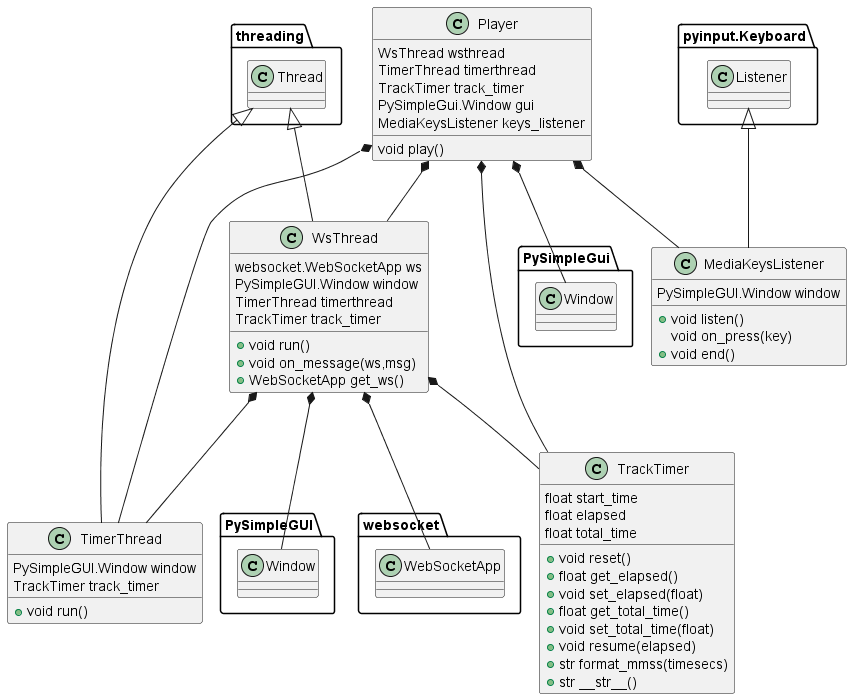 threading
C Thread
C Player
WsThread wsthread
TimerThread timerthread
TrackTimer track_timer
PySimpleGui.Window gui
MediaKeysListener keys_listener
void play()
pyinput.Keyboard
C Listener
C WsThread
websocket.WebSocketApp ws
PySimpleGUI.Window window
TimerThread timerthread
TrackTimer track_timer
void run()
void on_message(ws,msg)
WebSocketApp get_ws()
PySimpleGui
C Window
C MediaKeysListener
PySimpleGUI.Window window
void listen()
void on_press(key)
void end()
C TimerThread
PySimpleGUI.Window window
TrackTimer track_timer
void run()
PySimpleGUI
C Window
websocket
C WebSocketApp
C TrackTimer
float start_time
float elapsed
float total_time
void reset()
float get_elapsed()
void set_elapsed(float)
float get_total_time()
void set_total_time(float)
void resume(elapsed)
str format_mmss(timesecs)
str __str__()